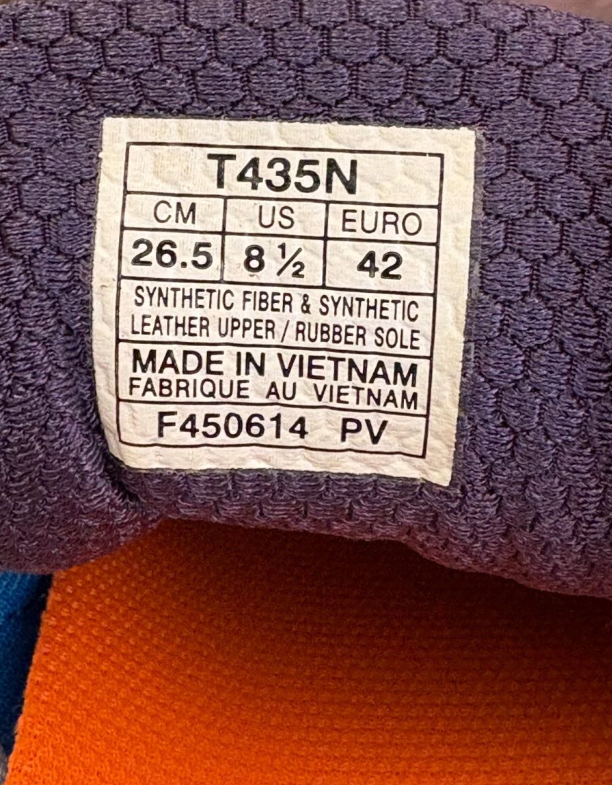 T435N
CM US EURO
26.5 8 ½ 42
SYNTHETIC FIBER & SYNTHETIC
LEATHER UPPER / RUBBER SOLE
MADE IN VIETNAM
FABRIQUE AU VIETNAM
F450614 PV